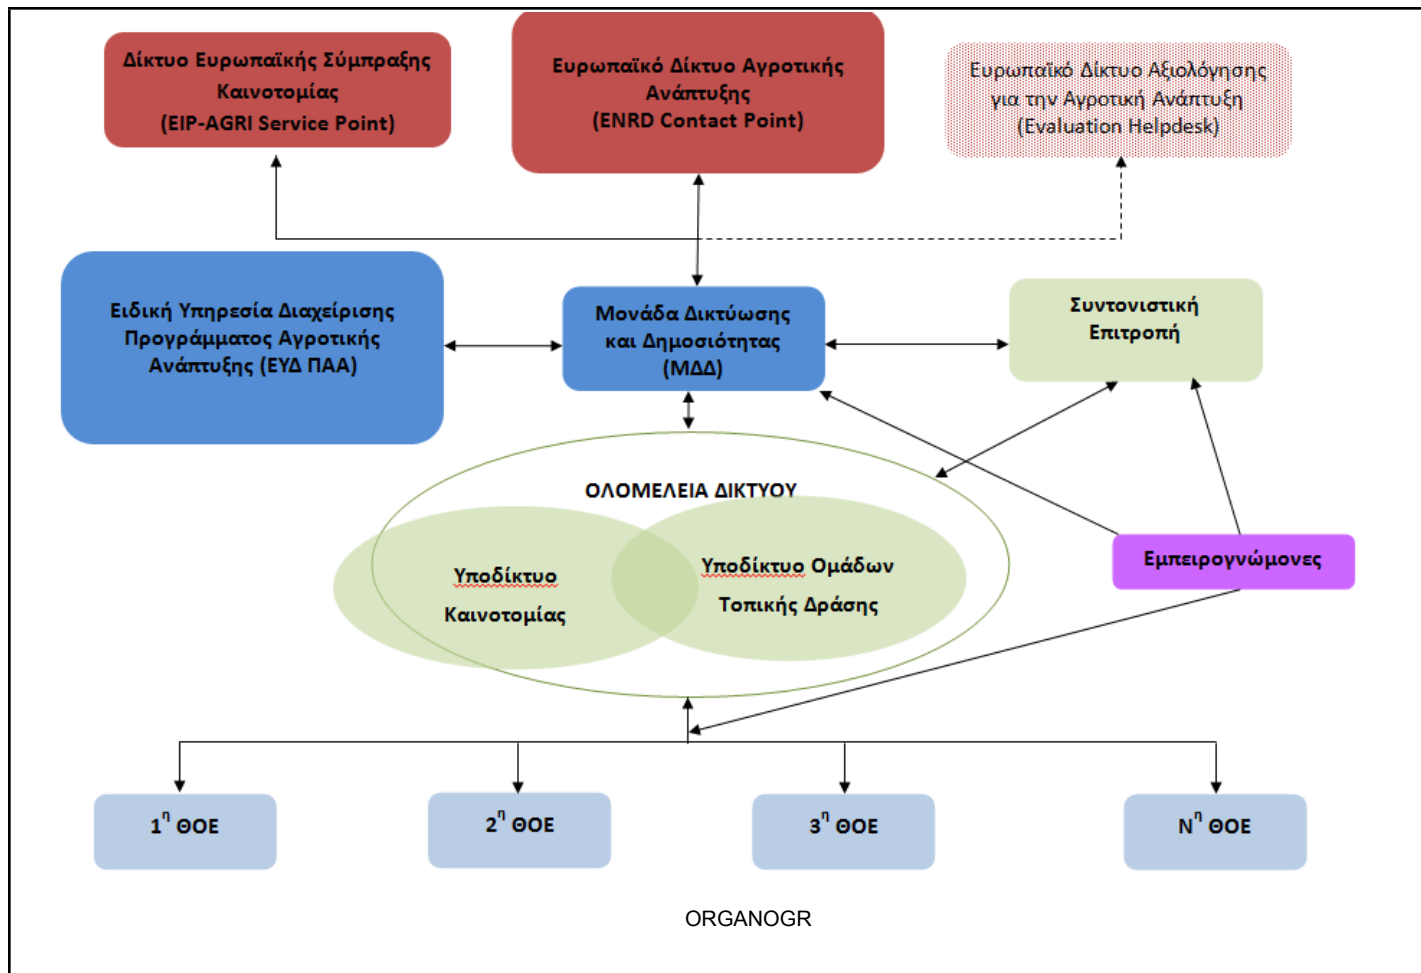 Δίκτυο Ευρωπαϊκής Σύμπραξης
Καινοτομίας
(EIP-AGRI Service Point)
Ευρωπαϊκό Δίκτυο Αγροτικής
Ανάπτυξης
(ENRD Contact Point)
Ευρωπαϊκό Δίκτυο Αξιολόγησης
για την Αγροτική Ανάπτυξη
(Evaluation Helpdesk)
Ειδική Υπηρεσία Διαχείρισης
Προγράμματος Αγροτικής
Ανάπτυξης (ΕΥΔ ΠΑΑ)
Μονάδα Δικτύωσης
και Δημοσιότητας
(ΜΔΔ)
Συντονιστική
Επιτροπή
ΟΛΟΜΕΛΕΙΑ ΔΙΚΤΥΟΥ
Υποδίκτυο
Καινοτομίας
Υποδίκτυο Ομάδων
Τοπικής Δράσης
Εμπειρογνώμονες
1η ΘΟΕ
2η ΘΟΕ
3η ΘΟΕ
Νη ΘΟΕ
ORGANOGR